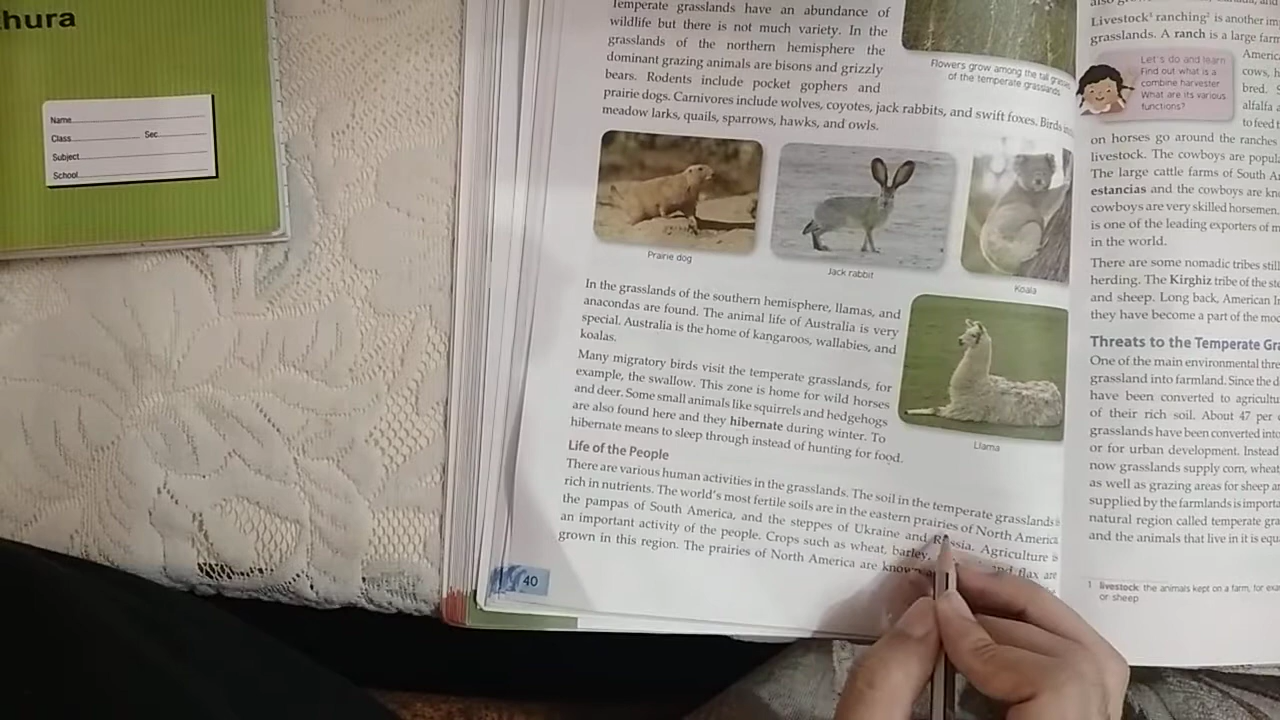 hura
Name
Class Sec
Subject
School
Temperate grasslands have an abundance of
wildlife but there is not much variety. In the
grasslands of the northern hemisphere the
dominant grazing animals are bisons and grizzly
bears. Rodents include pocket gophers and
prairie dogs. Carnivores include wolves, coyotes, jack rabbits, and swift foxes. Birds
meadow larks, quails, sparrows, hawks, and owls.
Flowers grow among the tall grasses
of the temperate grasslands
Prairie dog
Jack rabbit
Koala
In the grasslands of the southern hemisphere, llamas, and
anacondas are found. The animal life of Australia is very
special. Australia is the home of kangaroos, wallabies, and
koalas.
Many migratory birds visit the temperate grasslands, for
example, the swallow. This zone is home for wild horses
and deer. Some small animals like squirrels and hedgehogs
are also found here and they hibernate during winter. To
hibernate means to sleep through instead of hunting for food.
Llama
Life of the People
There are various human activities in the grasslands. The soil in the temperate grasslands is
rich in nutrients. The world's most fertile soils are in the eastern prairies of North America
the pampas of South America, and the steppes of Ukraine and Russia. Agriculture is
an important activity of the people. Crops such as wheat, barley, and flax are
grown in this region. The prairies of North America are known
40
Livestock¹ ranching² is another im
grasslands. A ranch is a large farm
Let's do and learn
Find out what is a
combine harvester
What are its various
functions?
Americ
cows, h
bred. S
alfalfa a
to feed t
on horses go around the ranches
livestock. The cowboys are popul
The large cattle farms of South A
estancias and the cowboys are kn
cowboys are very skilled horsemen
is one of the leading exporters of m
in the world.
There are some nomadic tribes still
herding. The Kirghiz tribe of the ste
and sheep. Long back, American I
they have become a part of the mod
Threats to the Temperate Gra
One of the main environmental thre
grassland into farmland. Since the d
have been converted to agricultu
of their rich soil. About 47 per
grasslands have been converted into
or for urban development. Instead
now grasslands supply corn, wheat
as well as grazing areas for sheep an
supplied by the farmlands is import
natural region called temperate gra
and the animals that live in it is equa
1 livestock: the animals kept on a farm, for exa
or sheep